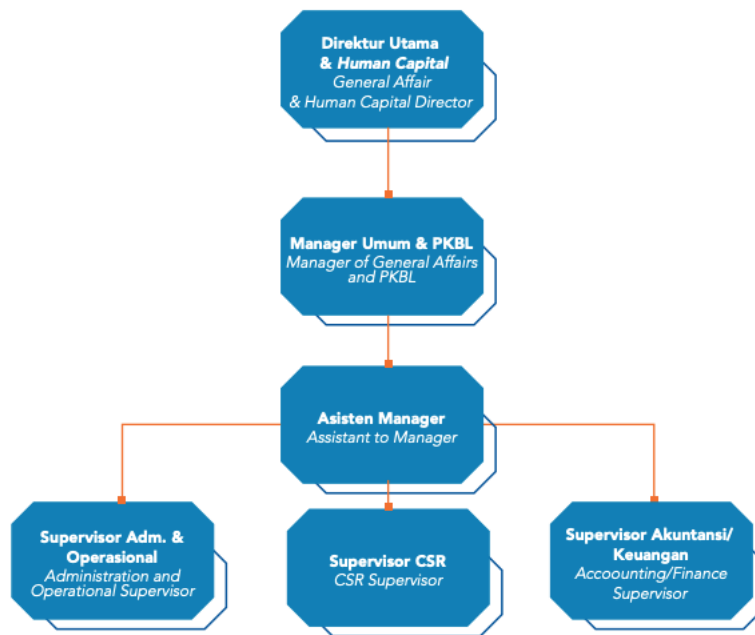 Direktur Utama
& Human Capital
General Affair
& Human Capital Director
Manager Umum & PKBL
Manager of General Affairs
and PKBL
Asisten Manager
Assistant to Manager
Supervisor Adm. &
Operasional
Administration and
Operational Supervisor
Supervisor CSR
CSR Supervisor
Supervisor Akuntansi/
Keuangan
Accoounting/Finance
Supervisor